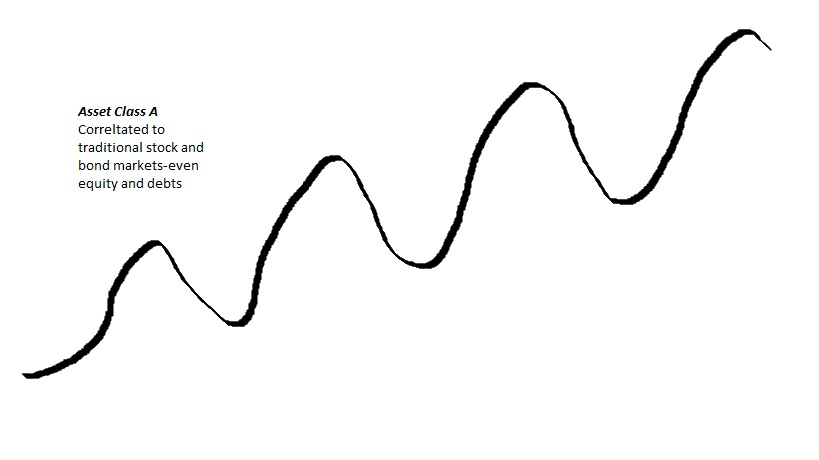 Asset Class A
Correltated to
traditional stock and
bond markets-even
equity and debts